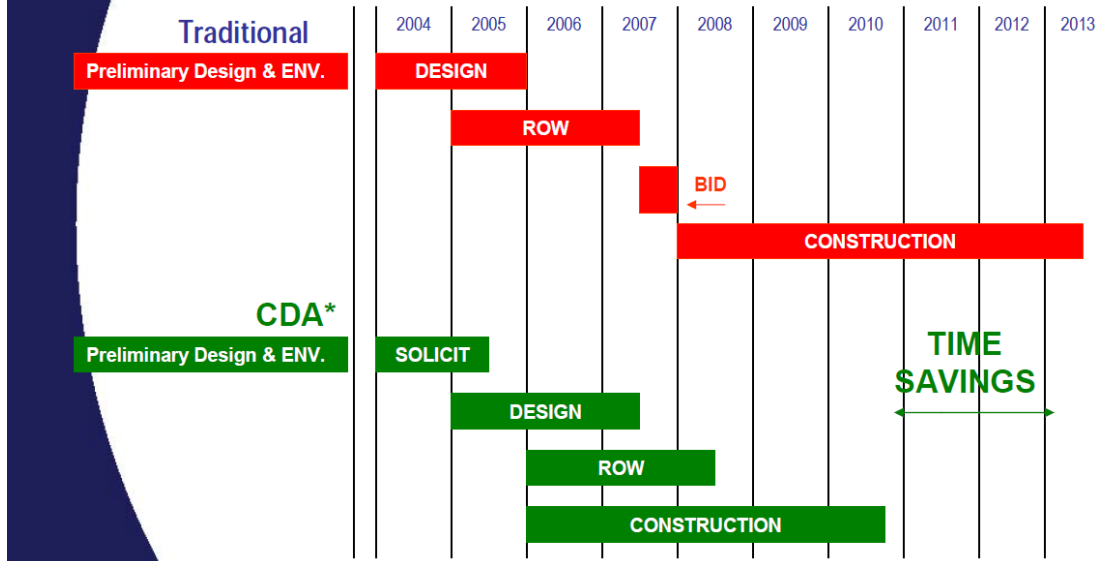 Traditional
2004 2005 2006 2007 2008 2009 2010 2011 2012 2013
Preliminary Design & ENV.
DESIGN
ROW
BID
CONSTRUCTION
CDA*
Preliminary Design & ENV.
SOLICIT
TIME
SAVINGS
DESIGN
ROW
CONSTRUCTION